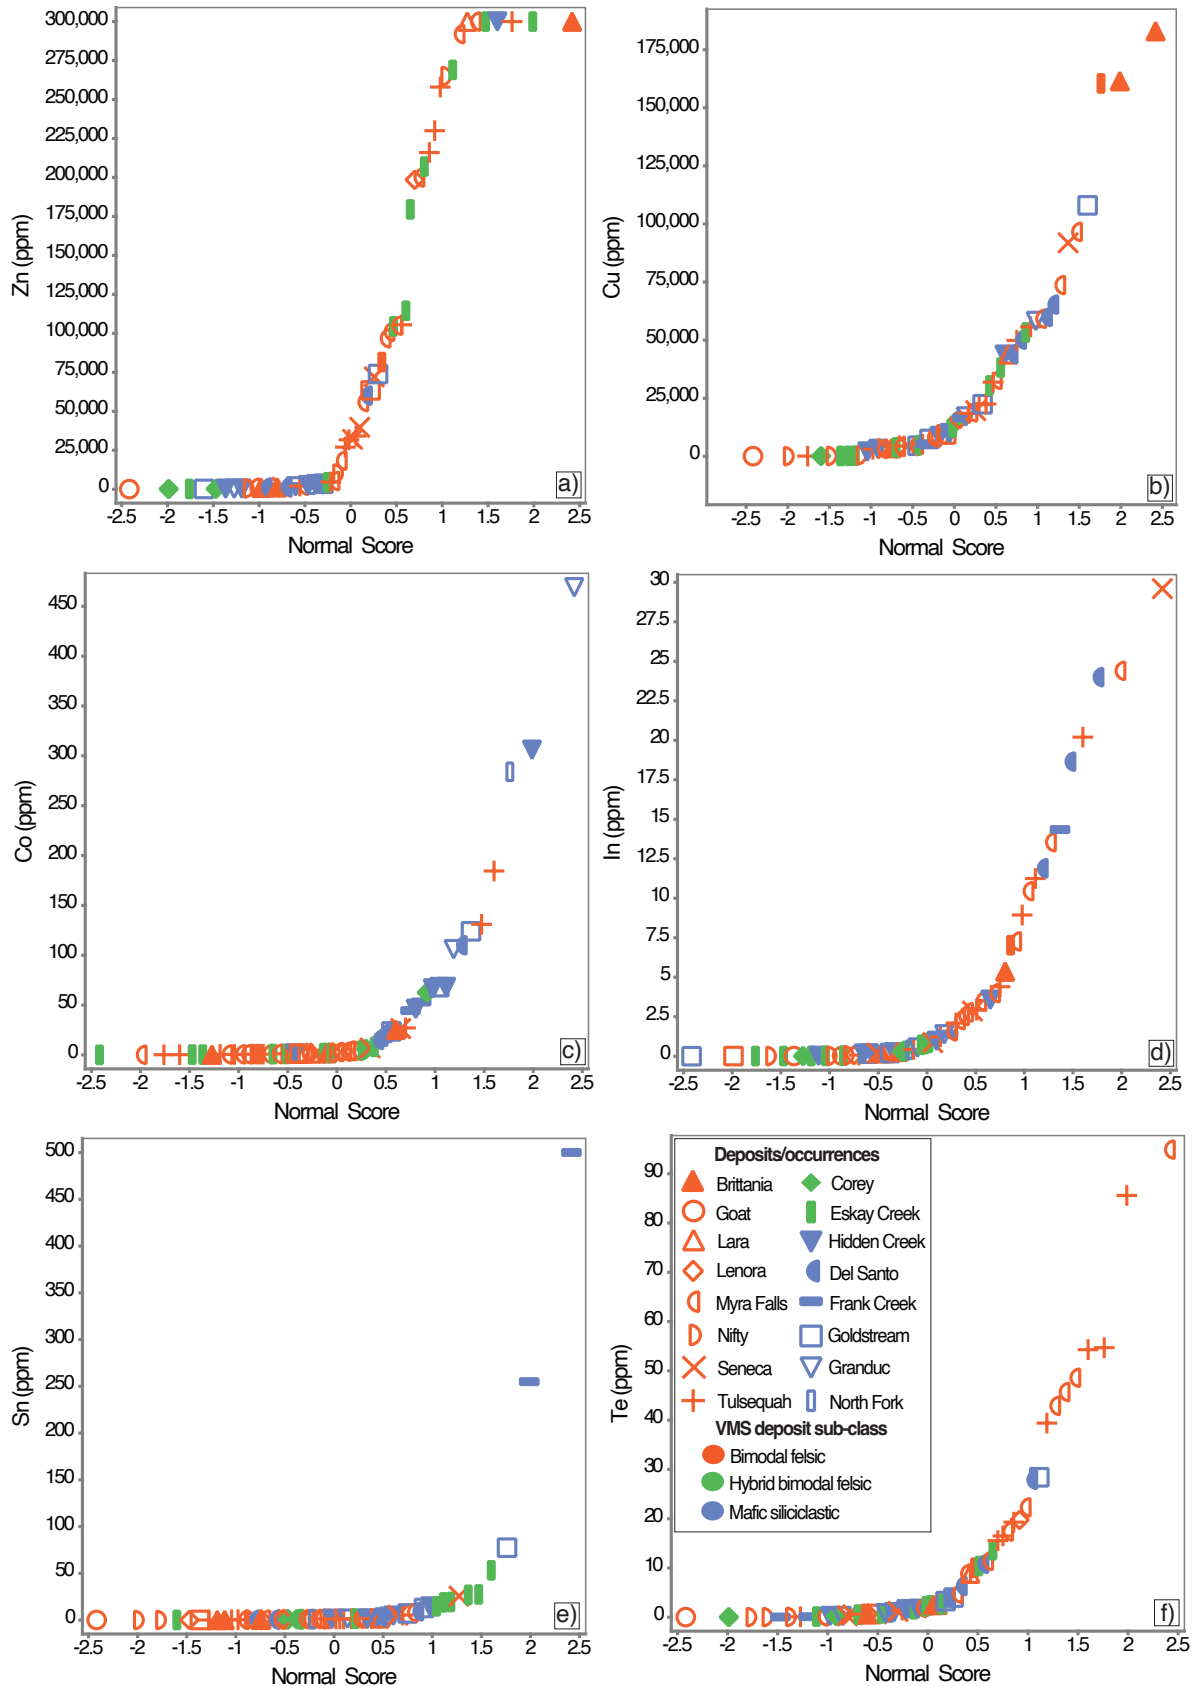 300,000
275,000
250,000
225,000
200,000
175,000
150,000
125,000
100,000
75,000
50,000
25,000
0
Zn (ppm)
a)
-2.5 -2 -1.5 -1 -0.5 0 0.5 1 1.5 2 2.5
Normal Score
175,000
150,000
125,000
100,000
75,000
50,000
25,000
0
Cu (ppm)
b)
-2.5 -2 -1.5 -1 -0.5 0 0.5 1 1.5 2 2.5
Normal Score
450
400
350
300
250
200
150
100
50
0
Co (ppm)
c)
-2.5 -2 -1.5 -1 -0.5 0 0.5 1 1.5 2 2.5
Normal Score
30
27.5
25
22.5
20
17.5
15
12.5
10
7.5
5
2.5
0
In (ppm)
d)
-2.5 -2 -1.5 -1 -0.5 0 0.5 1 1.5 2 2.5
Normal Score
500
450
400
350
300
250
200
150
100
50
0
Sn (ppm)
e)
-2.5 -2 -1.5 -1 -0.5 0 0.5 1 1.5 2 2.5
Normal Score
90
80
70
60
50
40
30
20
10
0
Te (ppm)
Deposits/occurrences
Brittania Corey
Goat Eskay Creek
Lara Hidden Creek
Lenora Del Santo
Myra Falls Frank Creek
Nifty Goldstream
Seneca Granduc
Tulsequah North Fork
VMS deposit sub-class
Bimodal felsic
Hybrid bimodal felsic
Mafic siliciclastic
f)
-2.5 -2 -1.5 -1 -0.5 0 0.5 1 1.5 2 2.5
Normal Score